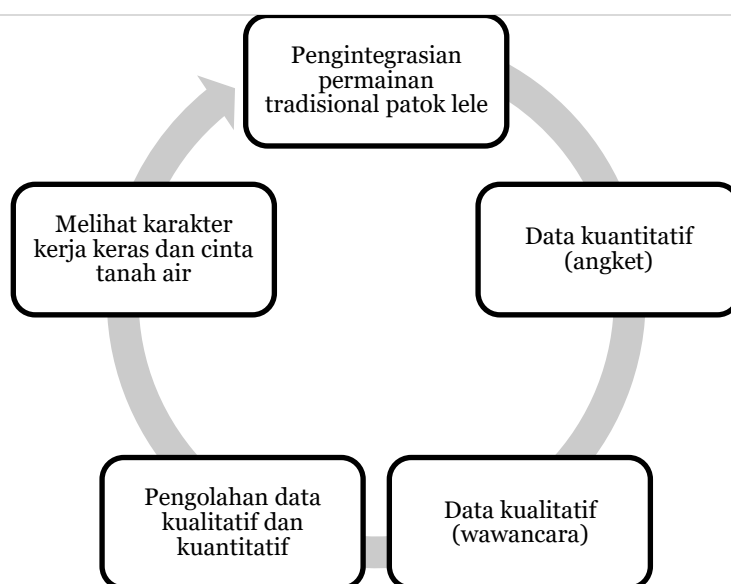 Pengintegrasian
permainan
tradisional patok lele
Data kuantitatif
(angket)
Data kualitatif
(wawancara)
Pengolahan data
kualitatif dan
kuantitatif
Melihat karakter
kerja keras dan cinta
tanah air